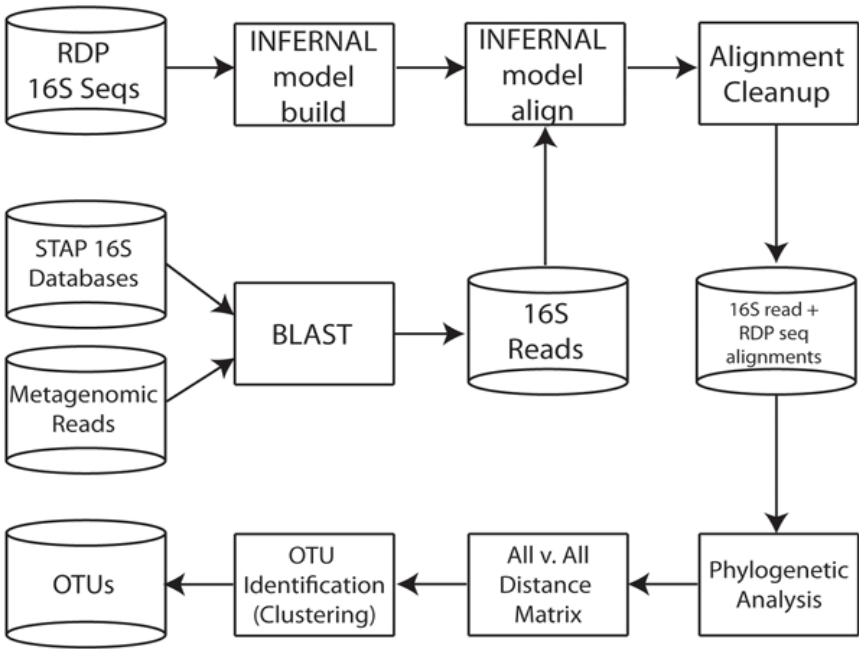 RDP
16S Seqs
INFERNAL
model
build
INFERNAL
model
align
Alignment
Cleanup
STAP 16S
Databases
BLAST
16S
Reads
16S read +
RDP seq
alignments
Metagenomic
Reads
OTUs
OTU
Identification
(Clustering)
All v. All
Distance
Matrix
Phylogenetic
Analysis